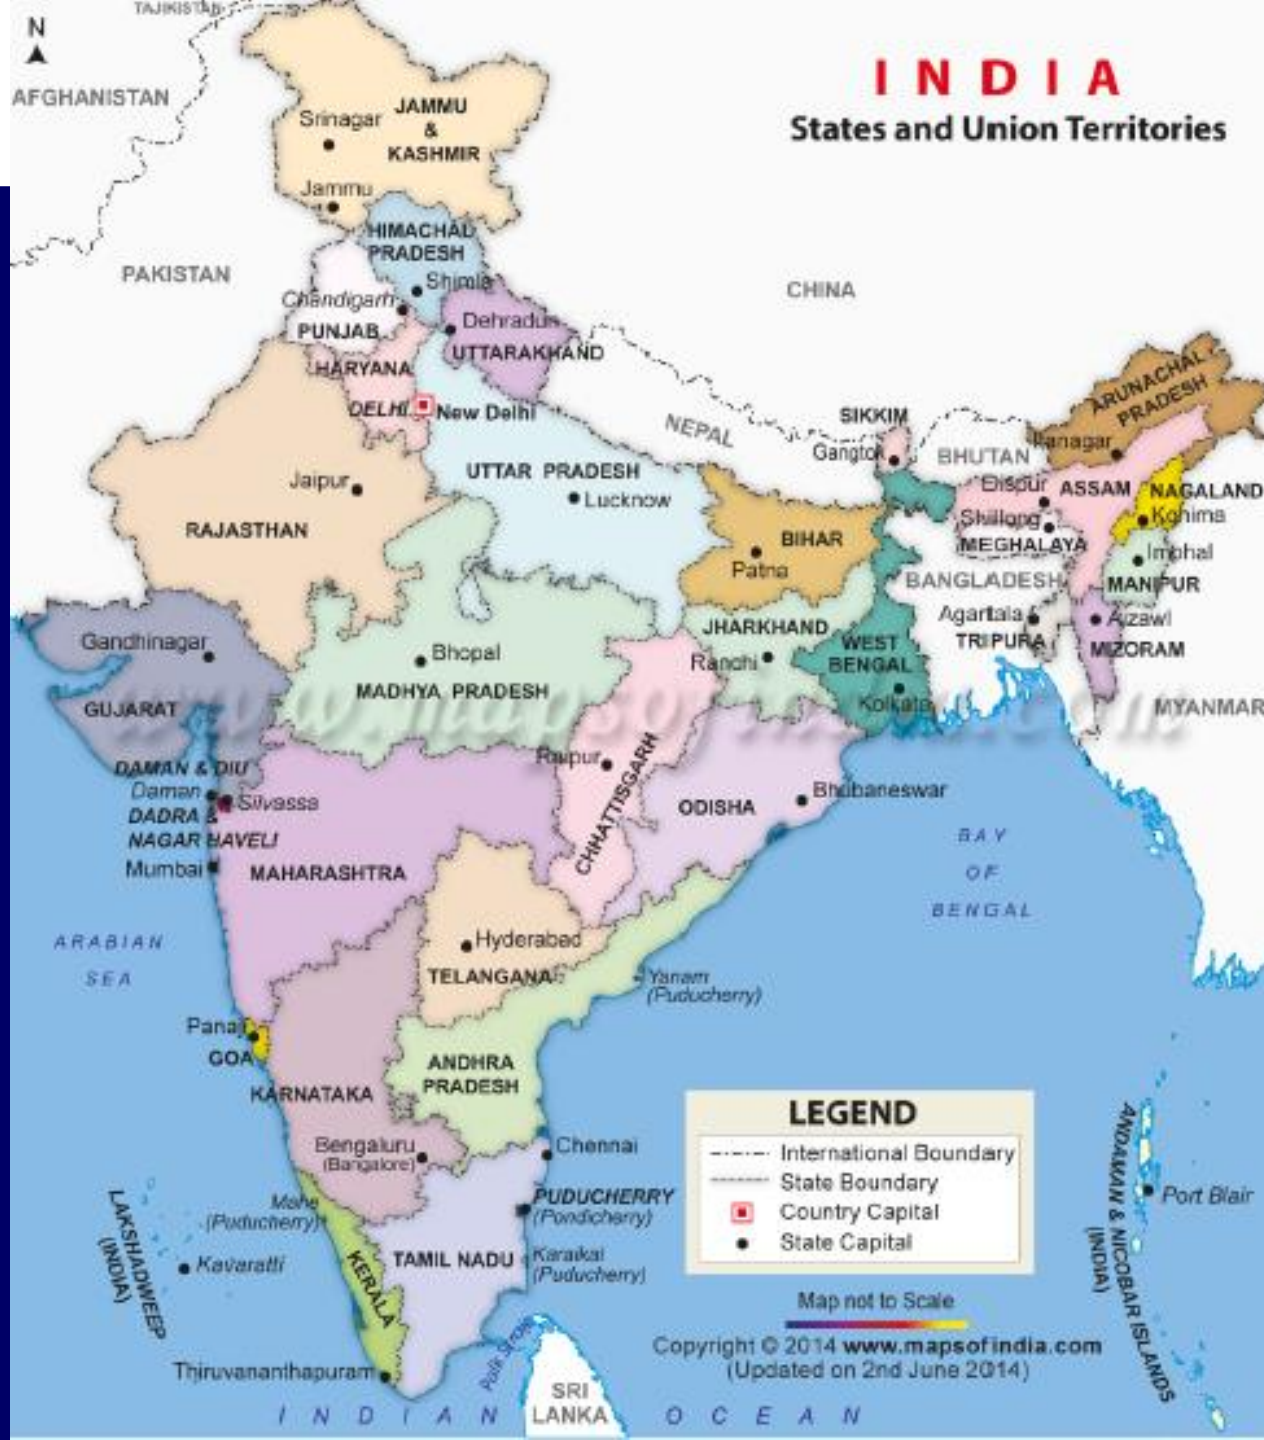 TAJIKISTAN
N
INDIA
States and Union Territories
AFGHANISTAN
JAMMU
&
KASHMIR
Srinagar
Jammu
HIMACHAL
PRADESH
PAKISTAN
CHINA
Shimla
Chandigarh
PUNJAB
Dehradun
UTTARAKHAND
HARYANA
DELHI
New Delhi
NEPAL
SIKKIM
Gangtok
BHUTAN
ARUNACHAL
PRADESH
Itanagar
UTTAR PRADESH
Lucknow
Jaipur
RAJASTHAN
BIHAR
Patna
Dispur
ASSAM
NAGALAND
Kohima
Shillong
MEGHALAYA
Imphal
MANIPUR
BANGLADESH
Agartala
TRIPURA
Aizawl
MIZORAM
MYANMAR
Gandhinagar
GUJARAT
Bhopal
MADHYA PRADESH
JHARKHAND
Ranchi
WEST
BENGAL
Kolkata
www.mapsofindia.com
DAMAN & DIU
Daman
Silvassa
DADRA &
NAGAR HAVELI
Mumbai
MAHARASHTRA
Raipur
CHHATTISGARH
ODISHA
Bhubaneswar
BAY
OF
BENGAL
ARABIAN
SEA
Hyderabad
TELANGANA
Yanam
(Puducherry)
Panaji
GOA
KARNATAKA
ANDHRA
PRADESH
Bengaluru
(Bangalore)
Chennai
Mahe
(Puducherry)
PUDUCHERRY
(Pondicherry)
Karaikal
(Puducherry)
TAMIL NADU
KERALA
Kavaratti
LAKSHADWEEP
(INDIA)
Thiruvananthapuram
Palk Strait
SRI
LANKA
INDIAN OCEAN
LEGEND
International Boundary
State Boundary
Country Capital
State Capital
Map not to Scale
Copyright © 2014 www.mapsofindia.com
(Updated on 2nd June 2014)
ANDAMAN & NICOBAR ISLANDS
(INDIA)
Port Blair